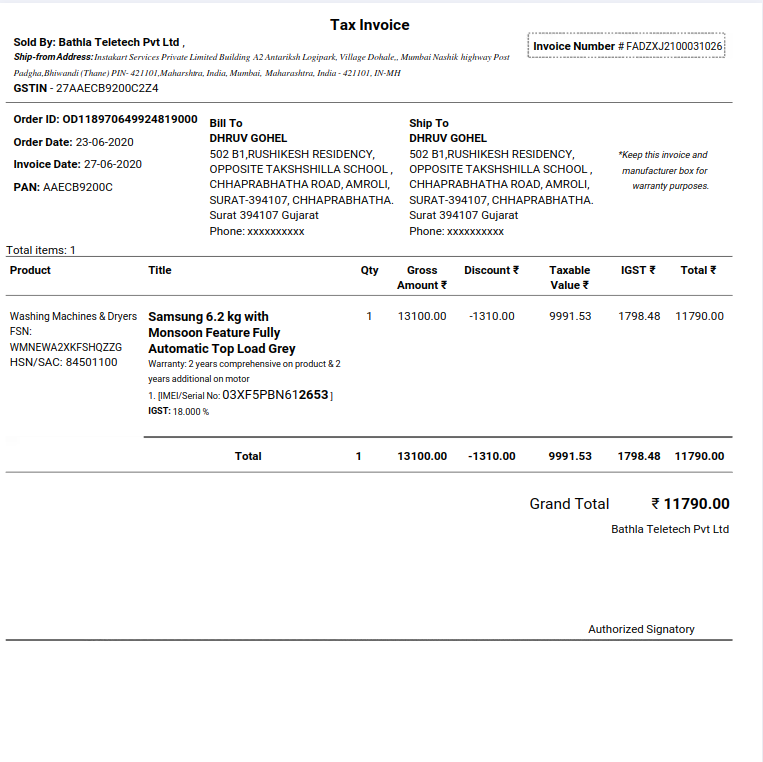 Tax Invoice
Sold By: Bathla Teletech Pvt Ltd ,
Ship-from Address: Instakart Services Private Limited Building A2 Antariksh Logipark, Village Dohale,, Mumbai Nashik highway Post
Padgha,Bhiwandi (Thane) PIN- 421101,Maharshtra, India, Mumbai, Maharashtra, India - 421101, IN-MH
GSTIN - 27AAECB9200C2Z4
Invoice Number # FADZXJ2100031026
Order ID: OD118970649924819000
Order Date: 23-06-2020
Invoice Date: 27-06-2020
PAN: AAECB9200C
Bill To
DHRUV GOHEL
502 B1,RUSHIKESH RESIDENCY,
OPPOSITE TAKSHSHILLA SCHOOL ,
CHHAPRABHATHA ROAD, AMROLI,
SURAT-394107, CHHAPRABHATHA.
Surat 394107 Gujarat
Phone: xxxxxxxxxx
Ship To
DHRUV GOHEL
502 B1,RUSHIKESH RESIDENCY,
OPPOSITE TAKSHSHILLA SCHOOL ,
CHHAPRABHATHA ROAD, AMROLI,
SURAT-394107, CHHAPRABHATHA.
Surat 394107 Gujarat
Phone: xxxxxxxxxx
*Keep this invoice and
manufacturer box for
warranty purposes.
Total items: 1
Product Title Qty Gross Amount ₹ Discount ₹ Taxable Value ₹ IGST ₹ Total ₹
Washing Machines & Dryers
FSN:
WMNEWA2XKFSHQZZG
HSN/SAC: 84501100
Samsung 6.2 kg with
Monsoon Feature Fully
Automatic Top Load Grey
Warranty: 2 years comprehensive on product & 2
years additional on motor
1. [IMEI/Serial No: 03XF5PBN612653 ]
IGST: 18.000 %
1 13100.00 -1310.00 9991.53 1798.48 11790.00
Total 1 13100.00 -1310.00 9991.53 1798.48 11790.00
Grand Total ₹ 11790.00
Bathla Teletech Pvt Ltd
Authorized Signatory